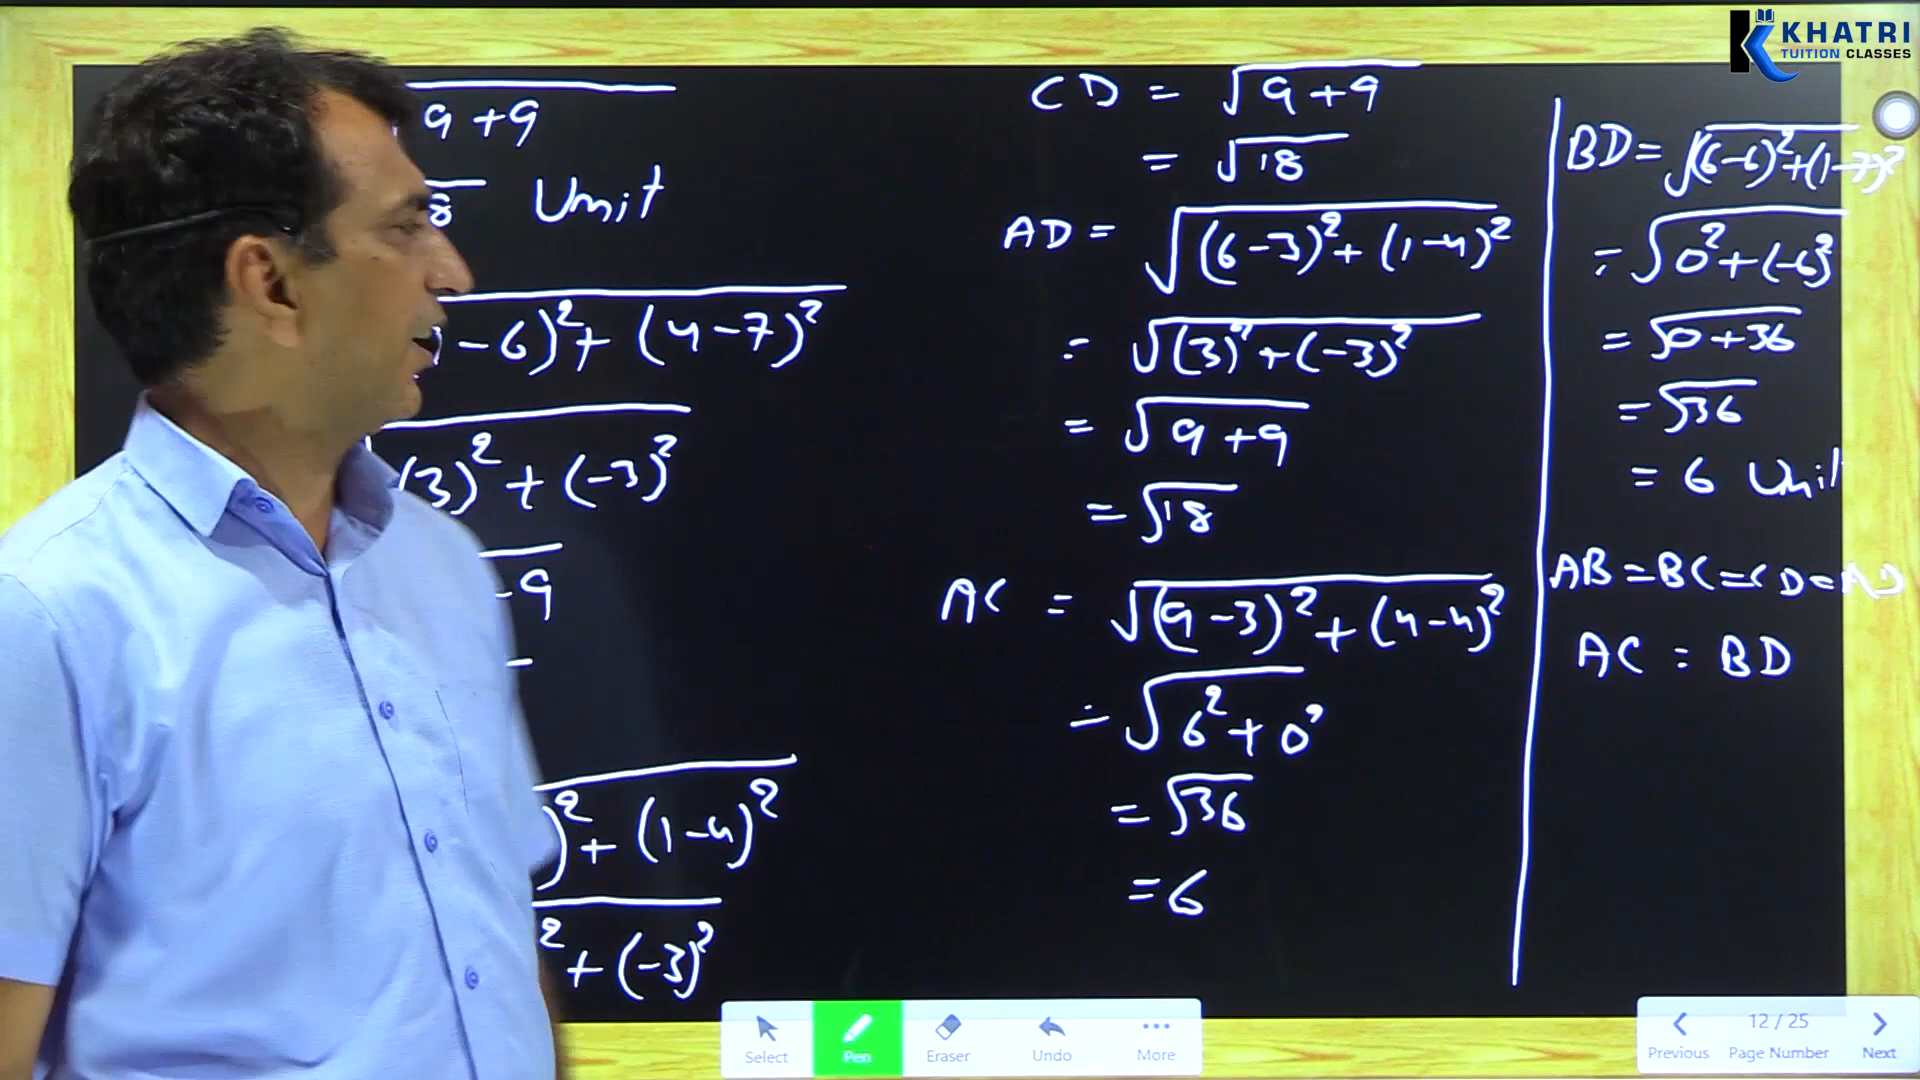 KHATRI
TUITION CLASSES
9 + 9
8 Unit
- 6)² + (4 - 7)²
(3)² + (-3)²
9
)² + (1 - 4)²
² + (-3)²
CD = √9 + 9
= √18
AD = √(6 - 3)² + (1 - 4)²
= √(3)² + (-3)²
= √9 + 9
= √18
AC = √(9 - 3)² + (4 - 4)²
= √6² + 0²
= √36
= 6
BD = √(6 - 6)² + (1 - 7)²
= √0² + (-6)²
= √0 + 36
= √36
= 6 Unit
AB = BC = CD = AD
AC = BD
Select Pen Eraser Undo More
12 / 25
Previous Page Number Next